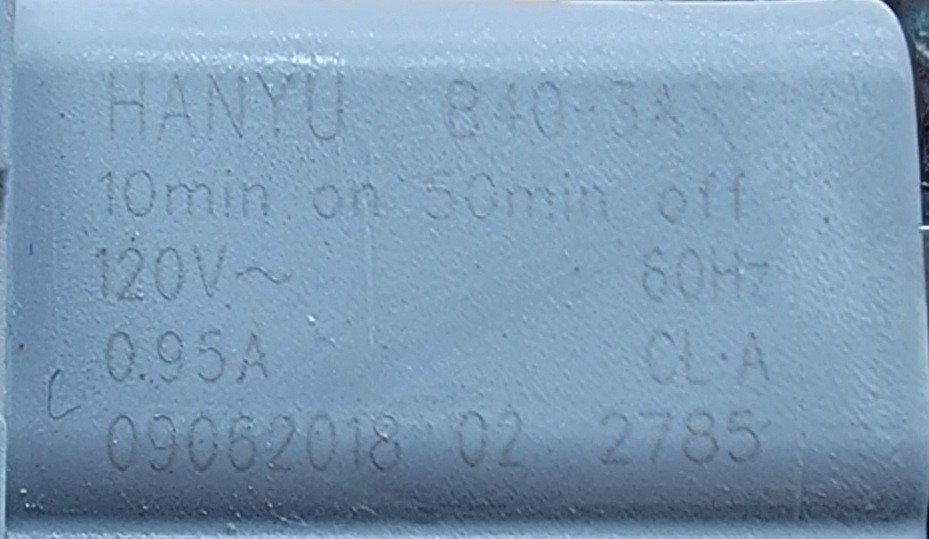 HANYU B40-3A
10min on 50min off
120V~ 60Hz
0.95A CL·A
09062018 02 2785